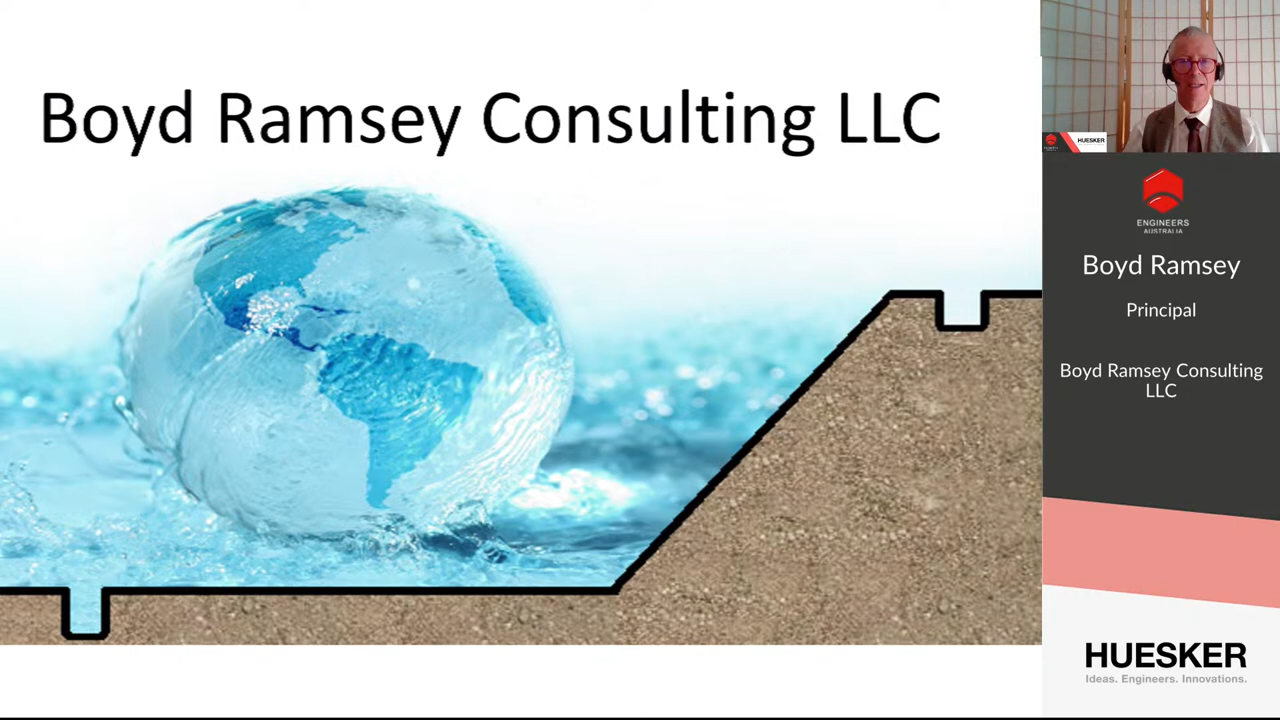 Boyd Ramsey Consulting LLC
HUESKER
ENGINEERS
AUSTRALIA
Boyd Ramsey
Principal
Boyd Ramsey Consulting
LLC
HUESKER
Ideas. Engineers. Innovations.